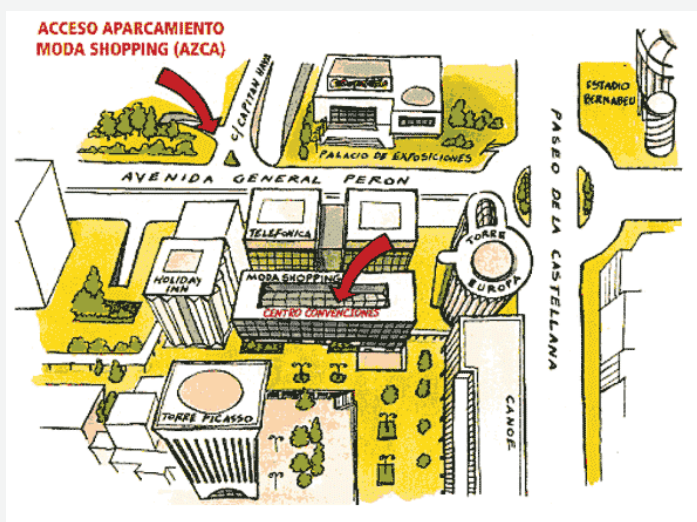 ACCESO APARCAMIENTO
MODA SHOPPING (AZCA)
C/ CAPITAN HAYA
ESTADIO
BERNABEU
PALACIO DE EXPOSICIONES
PASEO DE LA CASTELLANA
AVENIDA GENERAL PERON
TELEFONICA
TORRE
EUROPA
HOLIDAY
INN
MODA SHOPPING
CENTRO CONVENCIONES
CANOE
TORRE PICASSO